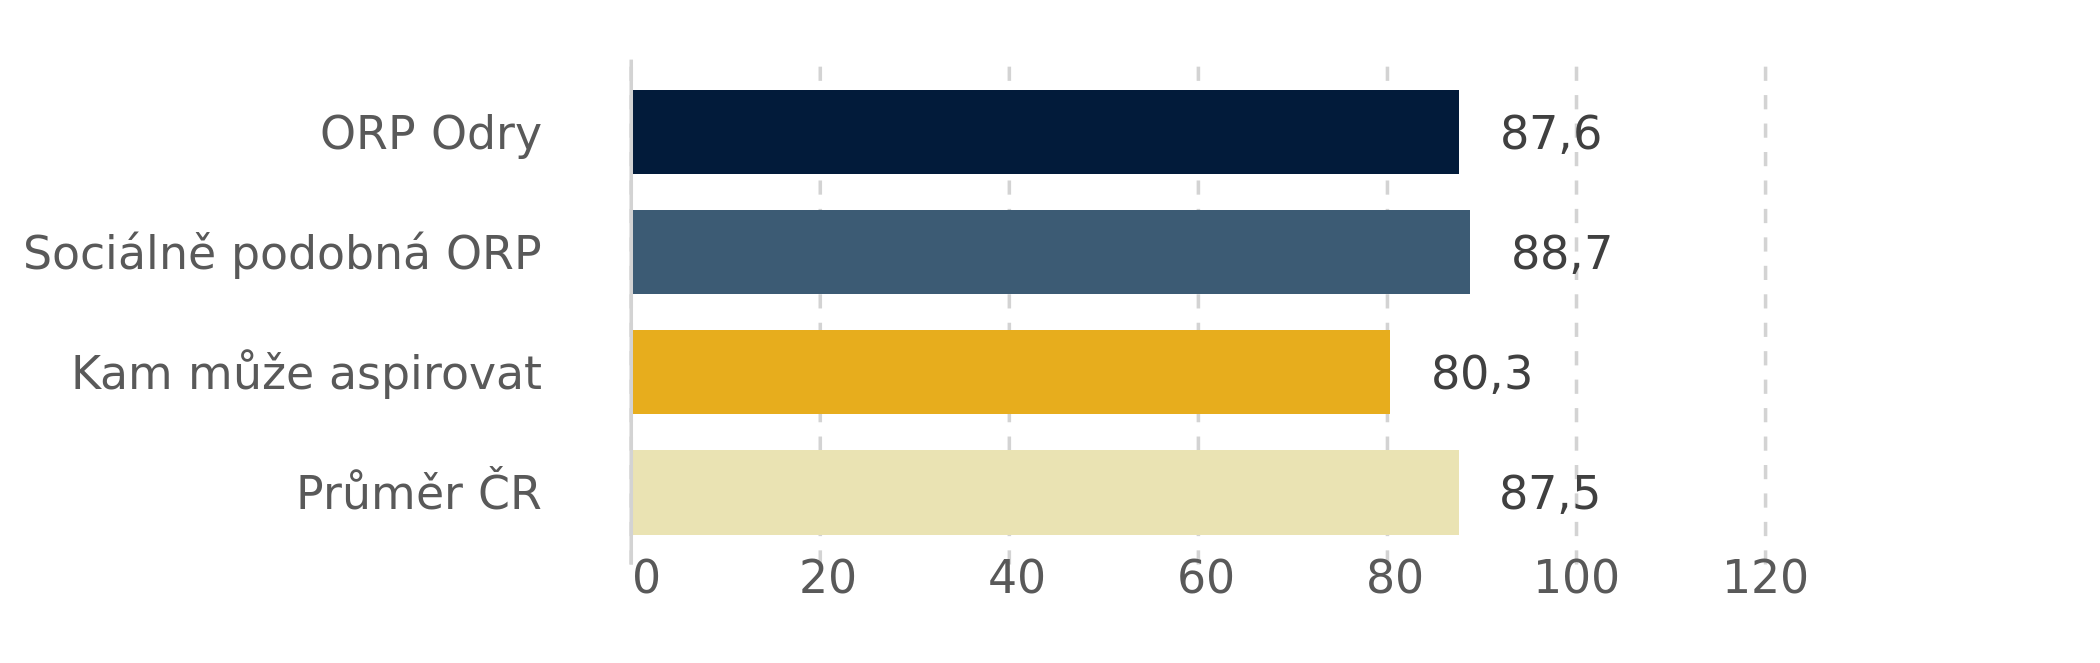 ORP Odry 87,6
Sociálně podobná ORP 88,7
Kam může aspirovat 80,3
Průměr ČR 87,5
0 20 40 60 80 100 120